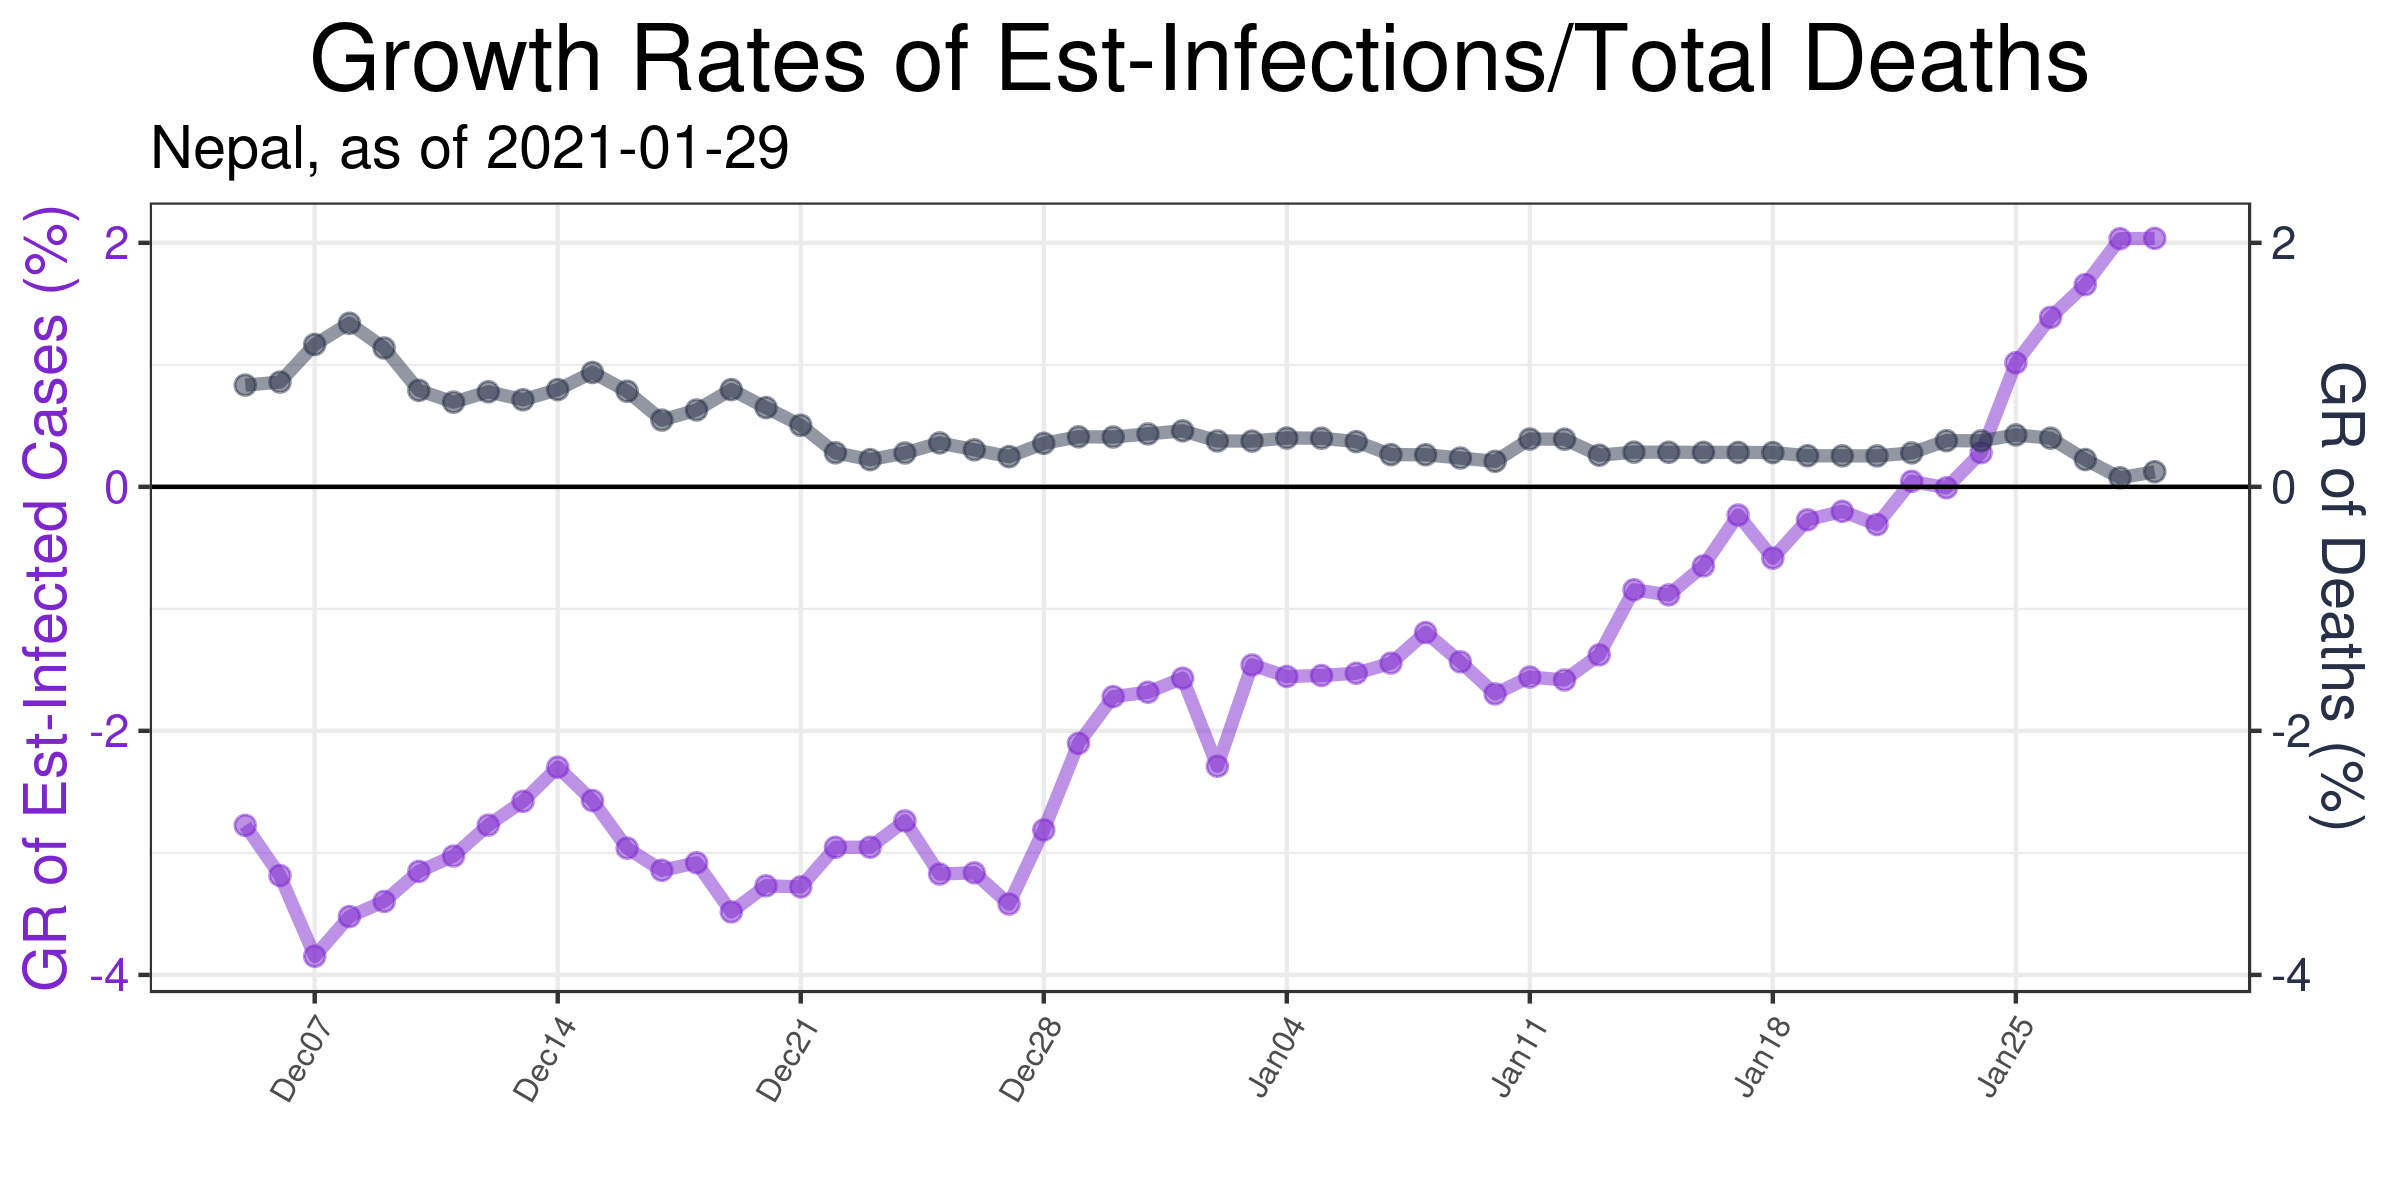 Growth Rates of Est-Infections/Total Deaths
Nepal, as of 2021-01-29
GR of Est-Infected Cases (%)
2
0
-2
-4
2
0
-2
-4
GR of Deaths (%)
Dec07
Dec14
Dec21
Dec28
Jan04
Jan11
Jan18
Jan25